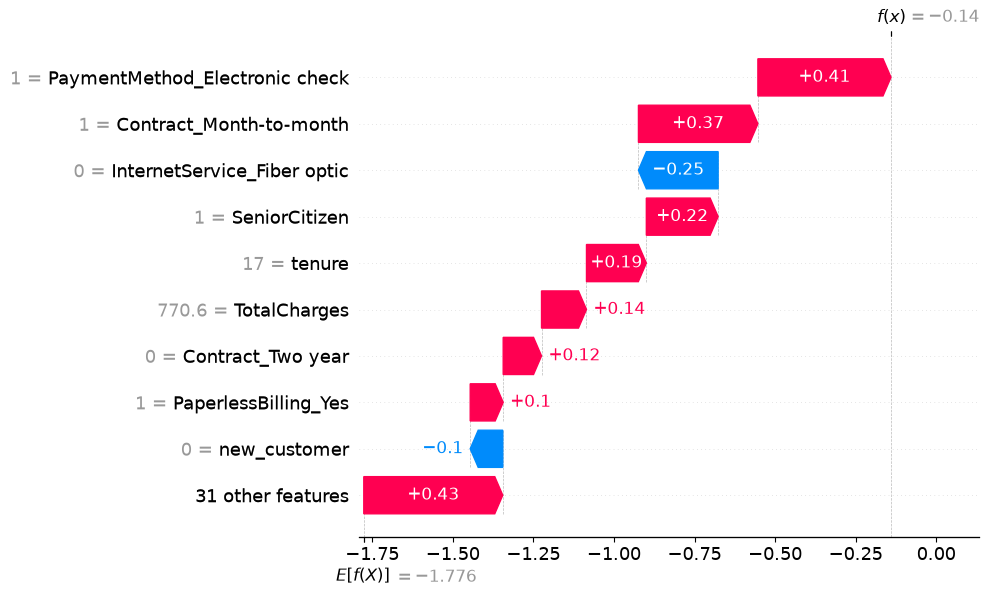 f(x) = −0.14
1 = PaymentMethod_Electronic check +0.41
1 = Contract_Month-to-month +0.37
0 = InternetService_Fiber optic −0.25
1 = SeniorCitizen +0.22
17 = tenure +0.19
770.6 = TotalCharges +0.14
0 = Contract_Two year +0.12
1 = PaperlessBilling_Yes +0.1
0 = new_customer −0.1
31 other features +0.43
−1.75 −1.50 −1.25 −1.00 −0.75 −0.50 −0.25 0.00
E[f(X)] = −1.776